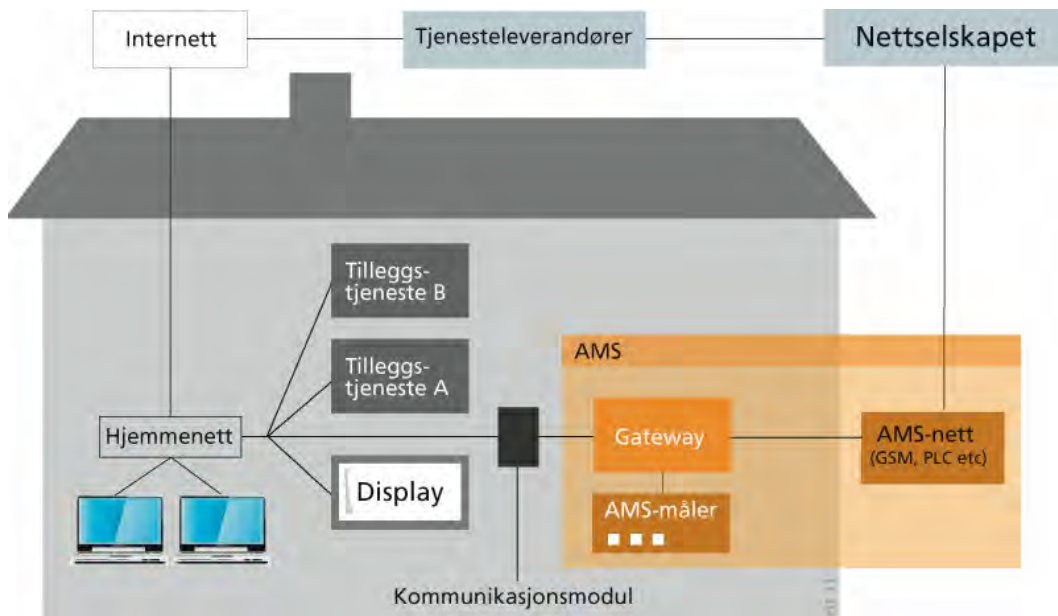 Internett
Tjenesteleverandører
Nettselskapet
Tilleggs-
tjeneste B
Tilleggs-
tjeneste A
AMS
Hjemmenett
Gateway
AMS-nett
(GSM, PLC etc)
Display
AMS-måler
Kommunikasjonsmodul